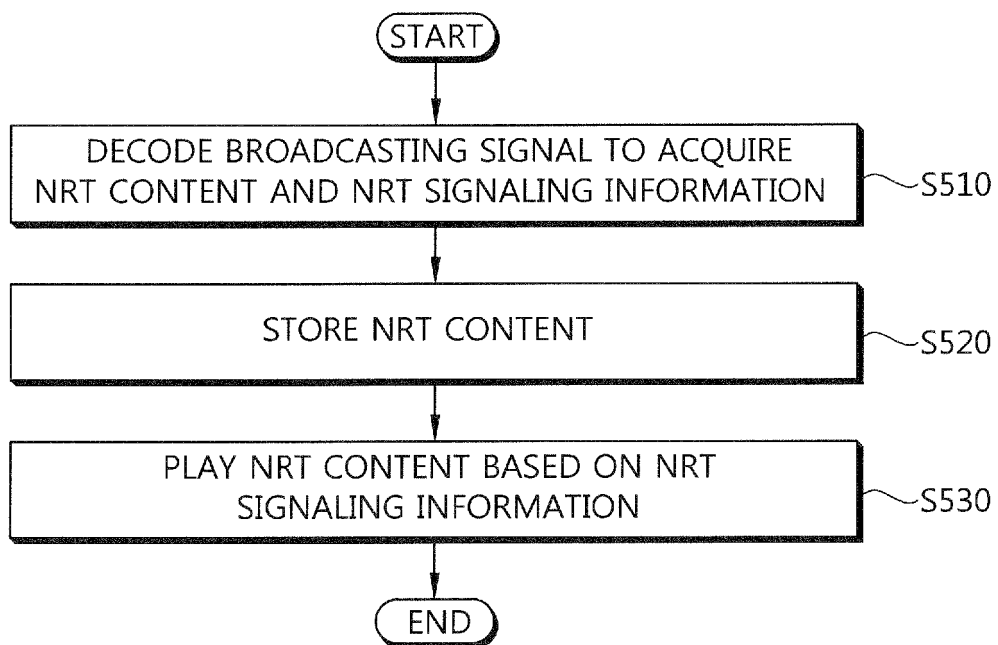 START
DECODE BROADCASTING SIGNAL TO ACQUIRE
NRT CONTENT AND NRT SIGNALING INFORMATION
S510
STORE NRT CONTENT
S520
PLAY NRT CONTENT BASED ON NRT
SIGNALING INFORMATION
S530
END